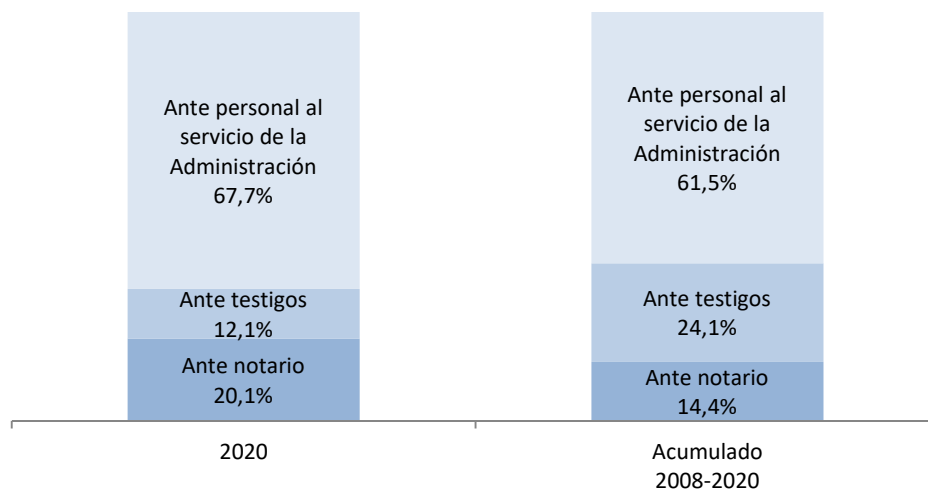 Ante personal al
servicio de la
Administración
67,7%
Ante testigos
12,1%
Ante notario
20,1%
Ante personal al
servicio de la
Administración
61,5%
Ante testigos
24,1%
Ante notario
14,4%
2020
Acumulado
2008-2020